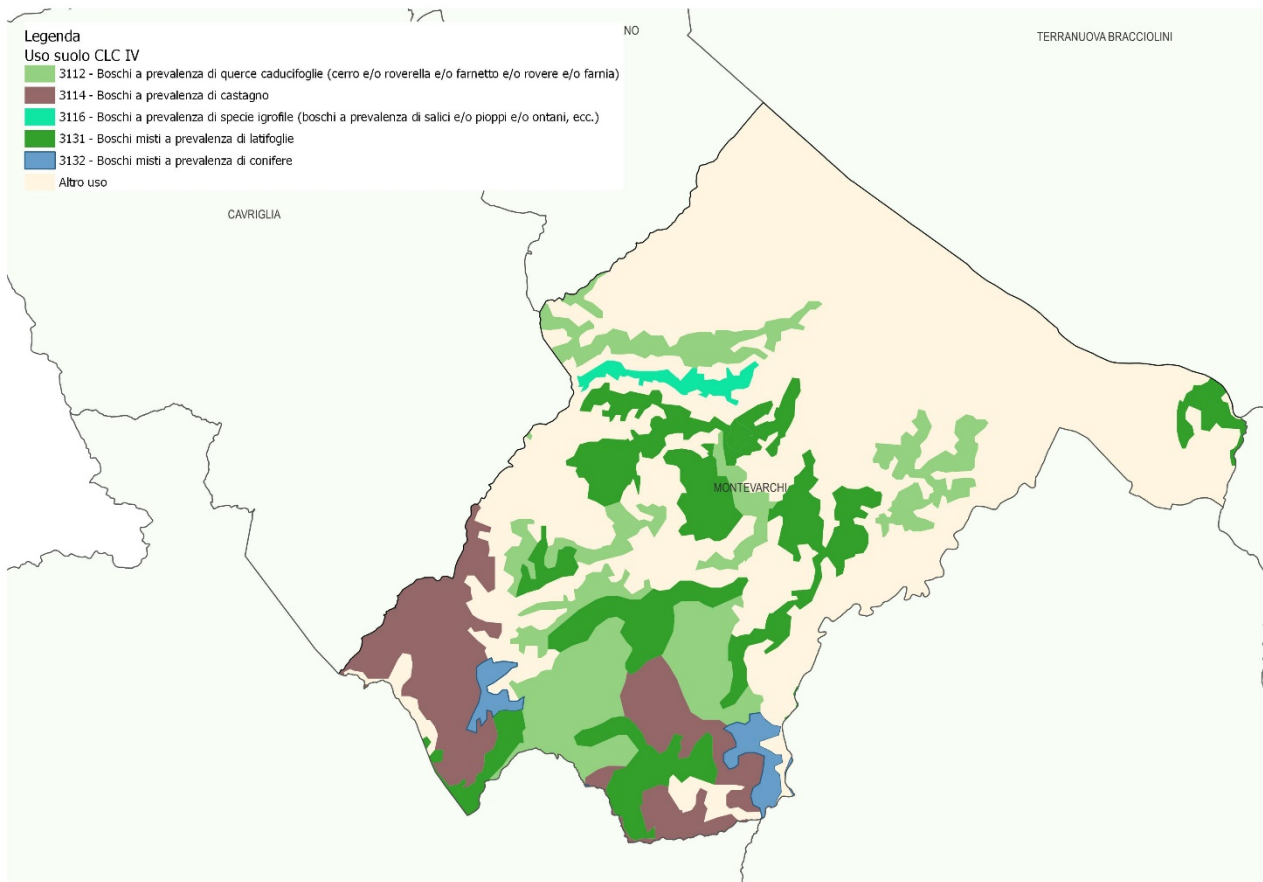 Legenda
Uso suolo CLC IV
3112 - Boschi a prevalenza di querce caducifoglie (cerro e/o roverella e/o farnetto e/o rovere e/o farnia)
3114 - Boschi a prevalenza di castagno
3116 - Boschi a prevalenza di specie igrofile (boschi a prevalenza di salici e/o pioppi e/o ontani, ecc.)
3131 - Boschi misti a prevalenza di latifoglie
3132 - Boschi misti a prevalenza di conifere
Altro uso
NO
TERRANUOVA BRACCIOLINI
CAVRIGLIA
MONTEVARCHI